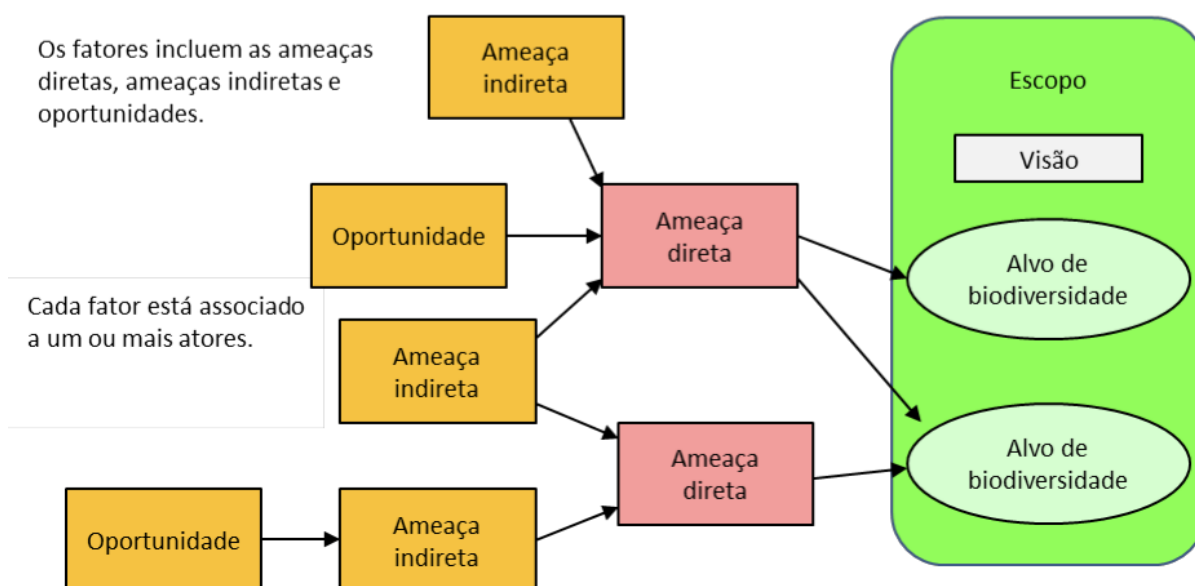 Os fatores incluem as ameaças
diretas, ameaças indiretas e
oportunidades.
Ameaça
indireta
Escopo
Visão
Oportunidade
Ameaça
direta
Alvo de
biodiversidade
Cada fator está associado
a um ou mais atores.
Ameaça
indireta
Ameaça
direta
Alvo de
biodiversidade
Oportunidade
Ameaça
indireta